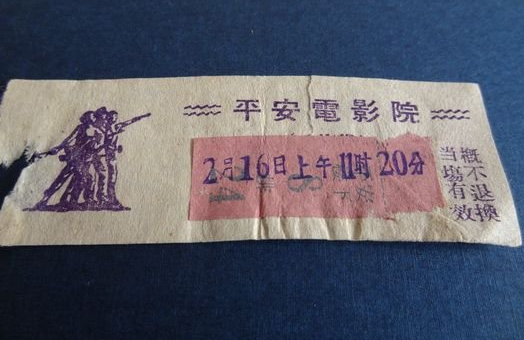 平安電影院
2月16日上午11时20分
当場有效
概不退換